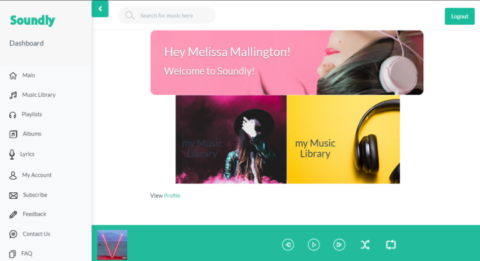 Soundly
Dashboard
Main
Music Library
Playlists
Albums
Lyrics
My Account
Subscribe
Feedback
Contact Us
FAQ
Search for music here
Logout
Hey Melissa Mallington!
Welcome to Soundly!
my Music
Library
my Music
Library
View Profile